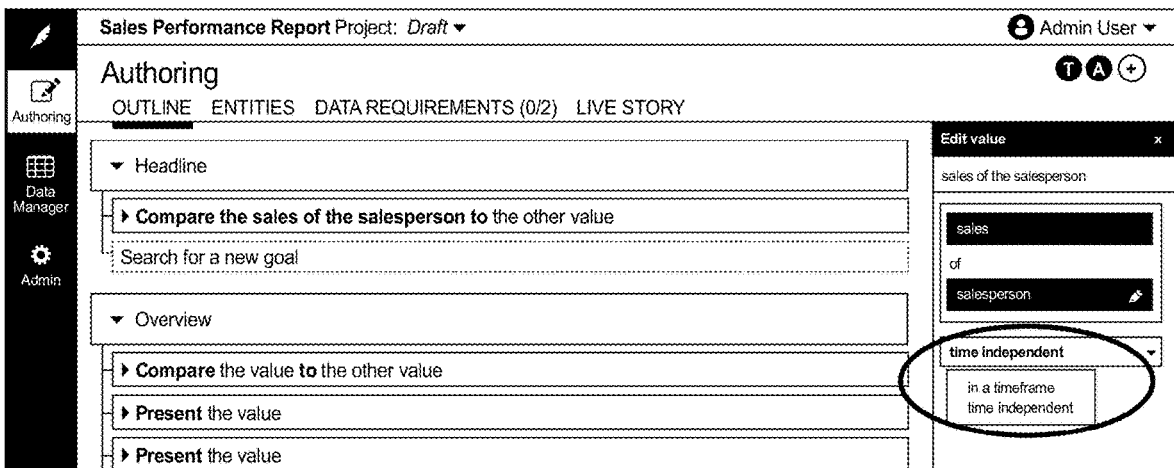 Sales Performance Report Project: Draft
Admin User
Authoring
T A +
Authoring
OUTLINE ENTITIES DATA REQUIREMENTS (0/2) LIVE STORY
Data
Manager
Admin
Headline
Compare the sales of the salesperson to the other value
Search for a new goal
Overview
Compare the value to the other value
Present the value
Present the value
Edit value x
sales of the salesperson
sales
of
salesperson
time independent
in a timeframe
time independent